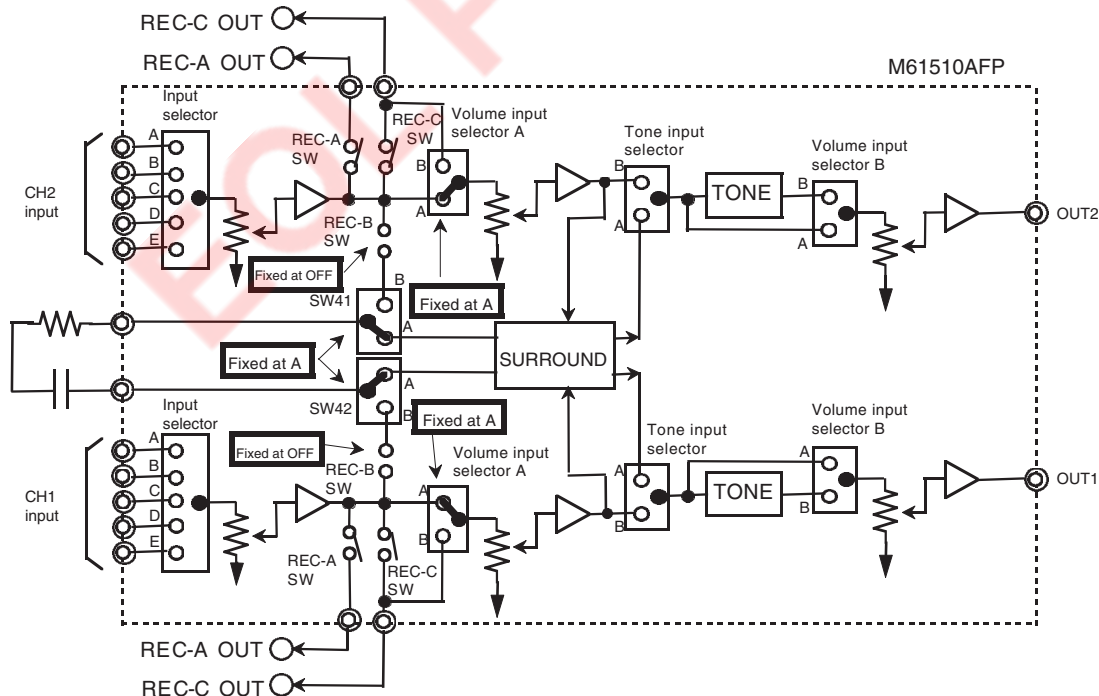 REC-C OUT
REC-A OUT
M61510AFP
Input
selector
Volume input
selector A
REC-A
SW
REC-C
SW
Tone input
selector
Volume input
selector B
CH2
input
A
B
C
D
E
B
A
B
A
TONE
B
A
OUT2
REC-B
SW
Fixed at OFF
SW41
B
A
Fixed at A
Fixed at A
SURROUND
SW42
A
B
Fixed at A
Fixed at OFF
REC-B
SW
Input
selector
Volume input
selector A
Tone input
selector
Volume input
selector B
CH1
input
A
B
C
D
E
A
B
A
B
TONE
A
B
OUT1
REC-A
SW
REC-C
SW
REC-A OUT
REC-C OUT